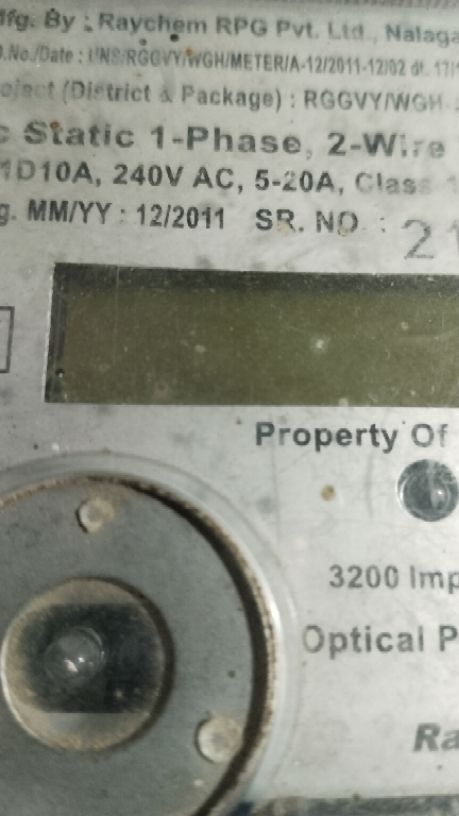 Mfg. By : Raychem RPG Pvt. Ltd., Nalaga
O.No./Date : UNS/RGGVY/WGH/METER/A-12/2011-12/02 dt. 17/1
oject (District & Package) : RGGVY/WGH
c Static 1-Phase, 2-Wire
1D10A, 240V AC, 5-20A, Class 1
g. MM/YY : 12/2011 SR. NO. : 21
Property Of
3200 Imp
Optical P
Ra